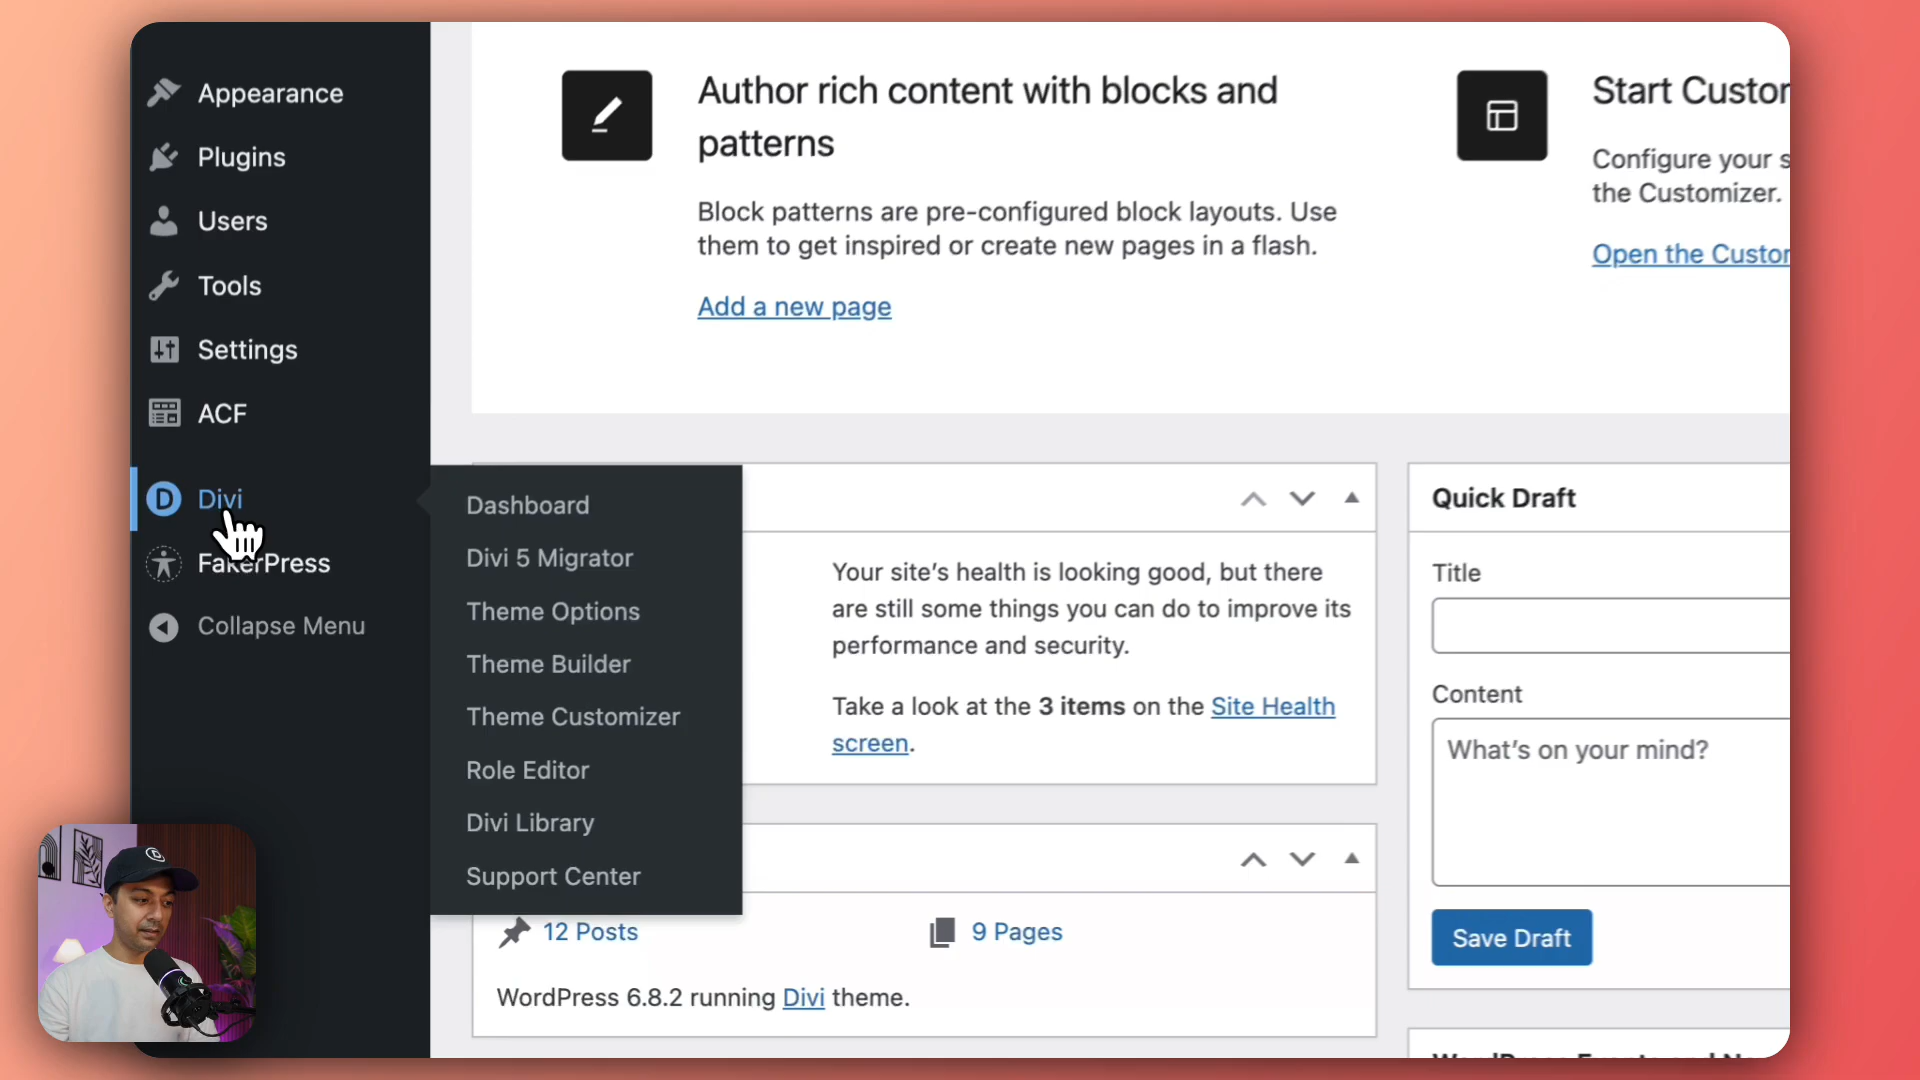 Appearance
Plugins
Users
Tools
Settings
ACF
Divi
FakerPress
Collapse Menu
Dashboard
Divi 5 Migrator
Theme Options
Theme Builder
Theme Customizer
Role Editor
Divi Library
Support Center
Author rich content with blocks and
patterns
Block patterns are pre-configured block layouts. Use
them to get inspired or create new pages in a flash.
Add a new page
Start Custom
Configure your s
the Customizer.
Open the Custom
Your site's health is looking good, but there
are still some things you can do to improve its
performance and security.
Take a look at the 3 items on the Site Health
screen.
12 Posts
9 Pages
WordPress 6.8.2 running Divi theme.
Quick Draft
Title
Content
What's on your mind?
Save Draft